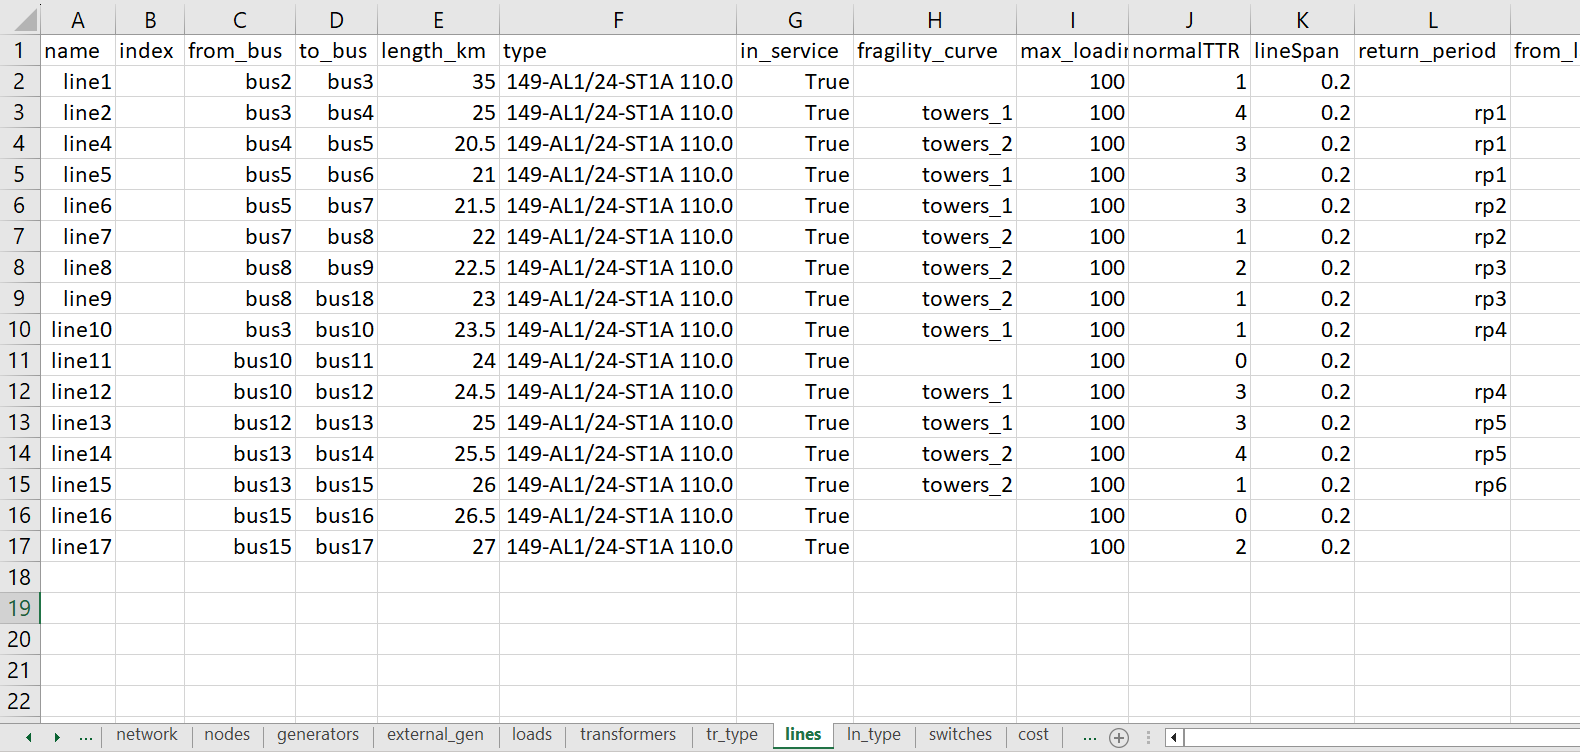 A B C D E F G H I J K L
1 name index from_bus to_bus length_km type in_service fragility_curve max_loadin normalTTR lineSpan return_period from_l
2 line1 bus2 bus3 35 149-AL1/24-ST1A 110.0 True 100 1 0.2
3 line2 bus3 bus4 25 149-AL1/24-ST1A 110.0 True towers_1 100 4 0.2 rp1
4 line4 bus4 bus5 20.5 149-AL1/24-ST1A 110.0 True towers_2 100 3 0.2 rp1
5 line5 bus5 bus6 21 149-AL1/24-ST1A 110.0 True towers_1 100 3 0.2 rp1
6 line6 bus5 bus7 21.5 149-AL1/24-ST1A 110.0 True towers_1 100 3 0.2 rp2
7 line7 bus7 bus8 22 149-AL1/24-ST1A 110.0 True towers_2 100 1 0.2 rp2
8 line8 bus8 bus9 22.5 149-AL1/24-ST1A 110.0 True towers_2 100 2 0.2 rp3
9 line9 bus8 bus18 23 149-AL1/24-ST1A 110.0 True towers_2 100 1 0.2 rp3
10 line10 bus3 bus10 23.5 149-AL1/24-ST1A 110.0 True towers_1 100 1 0.2 rp4
11 line11 bus10 bus11 24 149-AL1/24-ST1A 110.0 True 100 0 0.2
12 line12 bus10 bus12 24.5 149-AL1/24-ST1A 110.0 True towers_1 100 3 0.2 rp4
13 line13 bus12 bus13 25 149-AL1/24-ST1A 110.0 True towers_1 100 3 0.2 rp5
14 line14 bus13 bus14 25.5 149-AL1/24-ST1A 110.0 True towers_2 100 4 0.2 rp5
15 line15 bus13 bus15 26 149-AL1/24-ST1A 110.0 True towers_2 100 1 0.2 rp6
16 line16 bus15 bus16 26.5 149-AL1/24-ST1A 110.0 True 100 0 0.2
17 line17 bus15 bus17 27 149-AL1/24-ST1A 110.0 True 100 2 0.2
18
19
20
21
22
... network nodes generators external_gen loads transformers tr_type lines ln_type switches cost ...